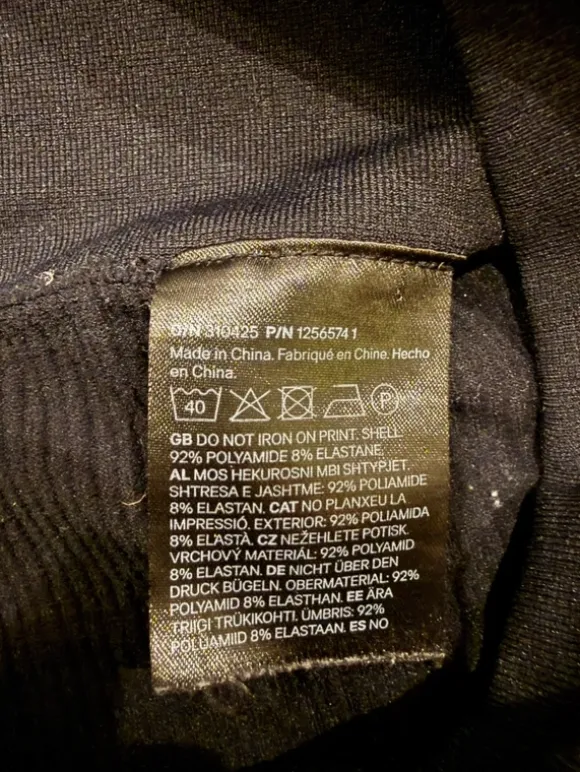 O/N 310425 P/N 1256574 1
Made in China. Fabriqué en Chine. Hecho
en China.
40 P
GB DO NOT IRON ON PRINT. SHELL:
92% POLYAMIDE 8% ELASTANE.
AL MOS HEKUROSNI MBI SHTYPJET.
SHTRESA E JASHTME: 92% POLIAMIDE
8% ELASTAN. CAT NO PLANXEU LA
IMPRESSIÓ. EXTERIOR: 92% POLIAMIDA
8% ELASTÀ. CZ NEŽEHLETE POTISK.
VRCHOVÝ MATERIÁL: 92% POLYAMID
8% ELASTAN. DE NICHT ÜBER DEN
DRUCK BÜGELN. OBERMATERIAL: 92%
POLYAMID 8% ELASTHAN. EE ÄRA
TRIIGI TRÜKIKOHTI. ÜMBRIS: 92%
POLÜAMIID 8% ELASTAAN. ES NO